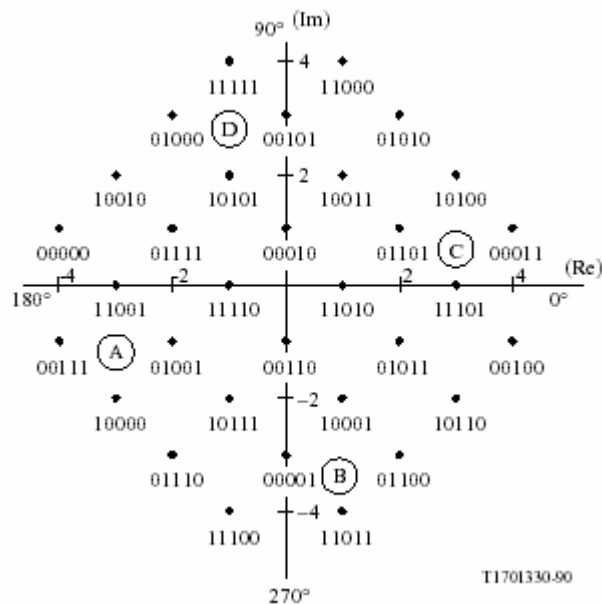 90° (Im)
4
11111 11000
01000 D 00101 01010
2
10010 10101 10011 10100
00000 01111 00010 01101 C 00011
-4 -2 2 4 (Re)
180° 0°
11001 11110 11010 11101
00111 A 01001 00110 01011 00100
-2
10000 10111 10001 10110
01110 00001 B 01100
-4
11100 11011
T1701330-90
270°